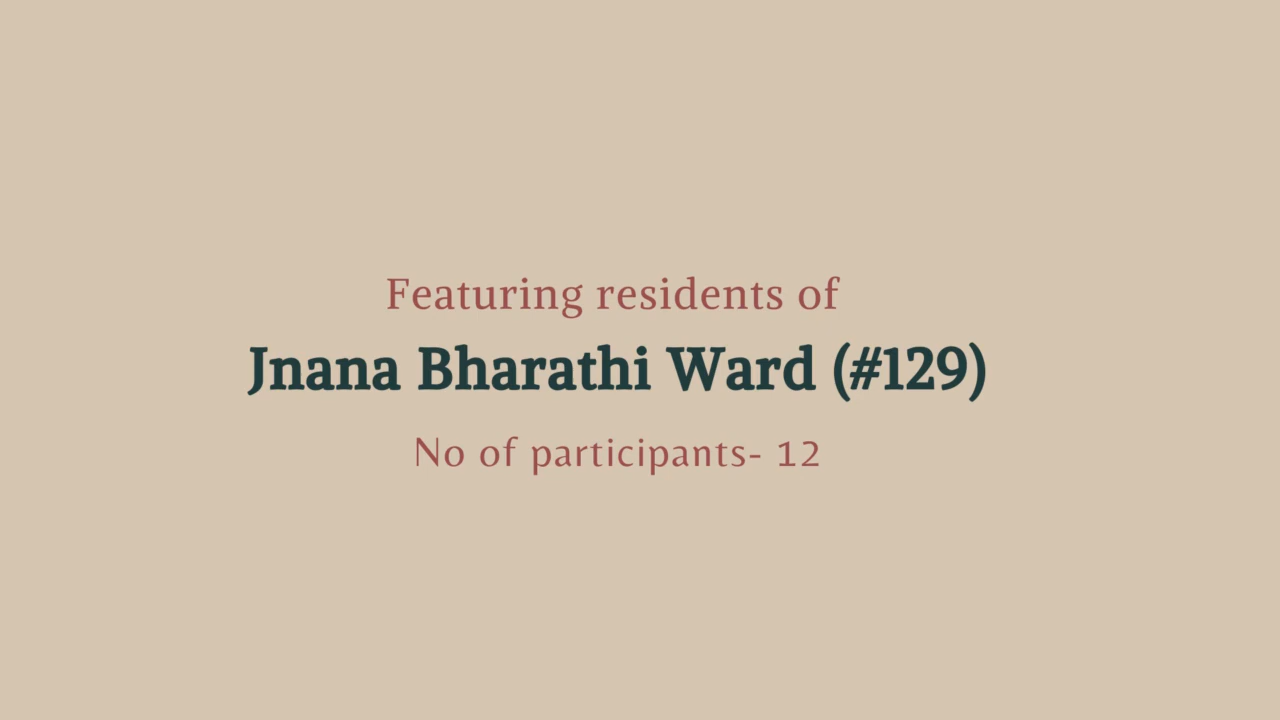 Featuring residents of
Jnana Bharathi Ward (#129)
No of participants- 12